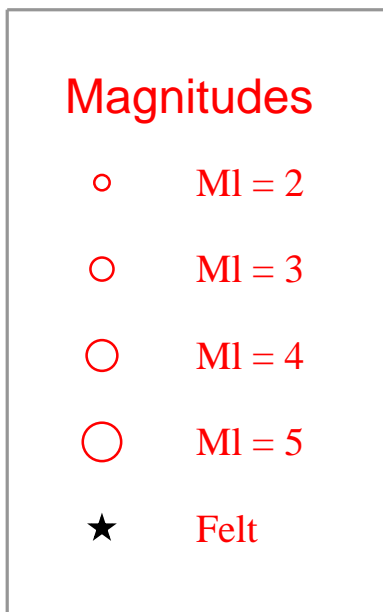 Magnitudes
Ml = 2
Ml = 3
Ml = 4
Ml = 5
Felt